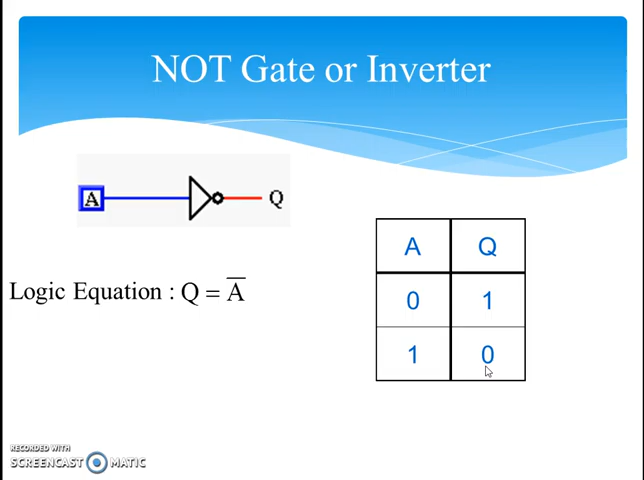 NOT Gate or Inverter
A Q
Logic Equation : Q = A̅
A Q
0 1
1 0
RECORDED WITH
SCREENCAST MATIC